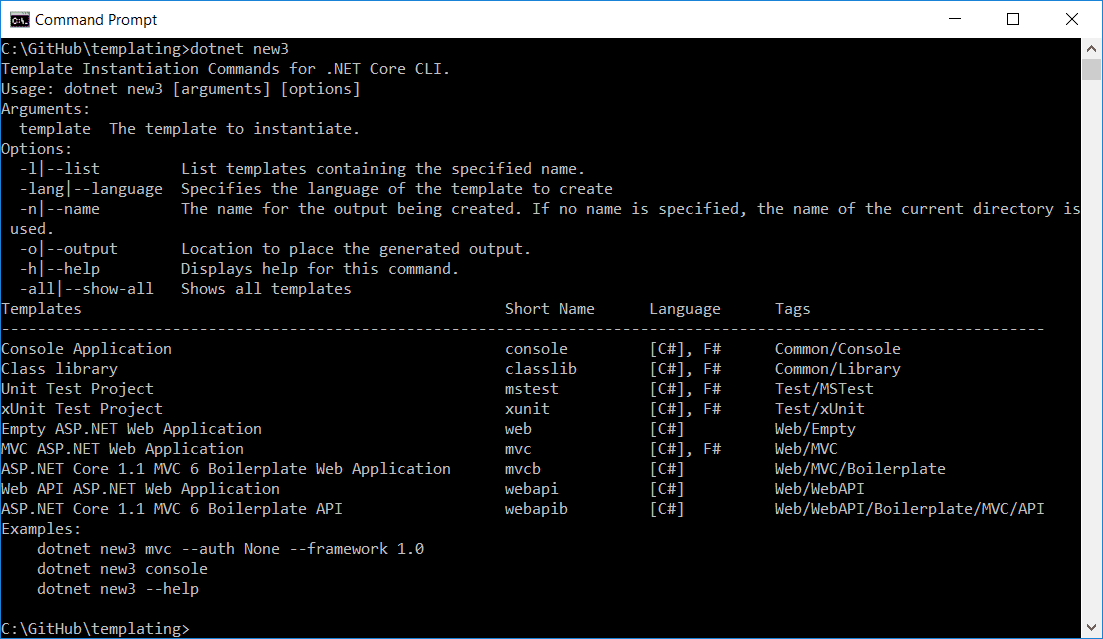 Command Prompt
C:\GitHub\templating>dotnet new3
Template Instantiation Commands for .NET Core CLI.
Usage: dotnet new3 [arguments] [options]
Arguments:
  template  The template to instantiate.
Options:
  -l|--list         List templates containing the specified name.
  -lang|--language  Specifies the language of the template to create
  -n|--name         The name for the output being created. If no name is specified, the name of the current directory is
 used.
  -o|--output       Location to place the generated output.
  -h|--help         Displays help for this command.
  -all|--show-all   Shows all templates
Templates                                               Short Name      Language      Tags
--------------------------------------------------------------------------------------------------------------------
Console Application                                     console         [C#], F#      Common/Console
Class library                                           classlib        [C#], F#      Common/Library
Unit Test Project                                       mstest          [C#], F#      Test/MSTest
xUnit Test Project                                      xunit           [C#], F#      Test/xUnit
Empty ASP.NET Web Application                           web             [C#]          Web/Empty
MVC ASP.NET Web Application                             mvc             [C#], F#      Web/MVC
ASP.NET Core 1.1 MVC 6 Boilerplate Web Application      mvcb            [C#]          Web/MVC/Boilerplate
Web API ASP.NET Web Application                         webapi          [C#]          Web/WebAPI
ASP.NET Core 1.1 MVC 6 Boilerplate API                  webapib         [C#]          Web/WebAPI/Boilerplate/MVC/API
Examples:
    dotnet new3 mvc --auth None --framework 1.0
    dotnet new3 console
    dotnet new3 --help
C:\GitHub\templating>